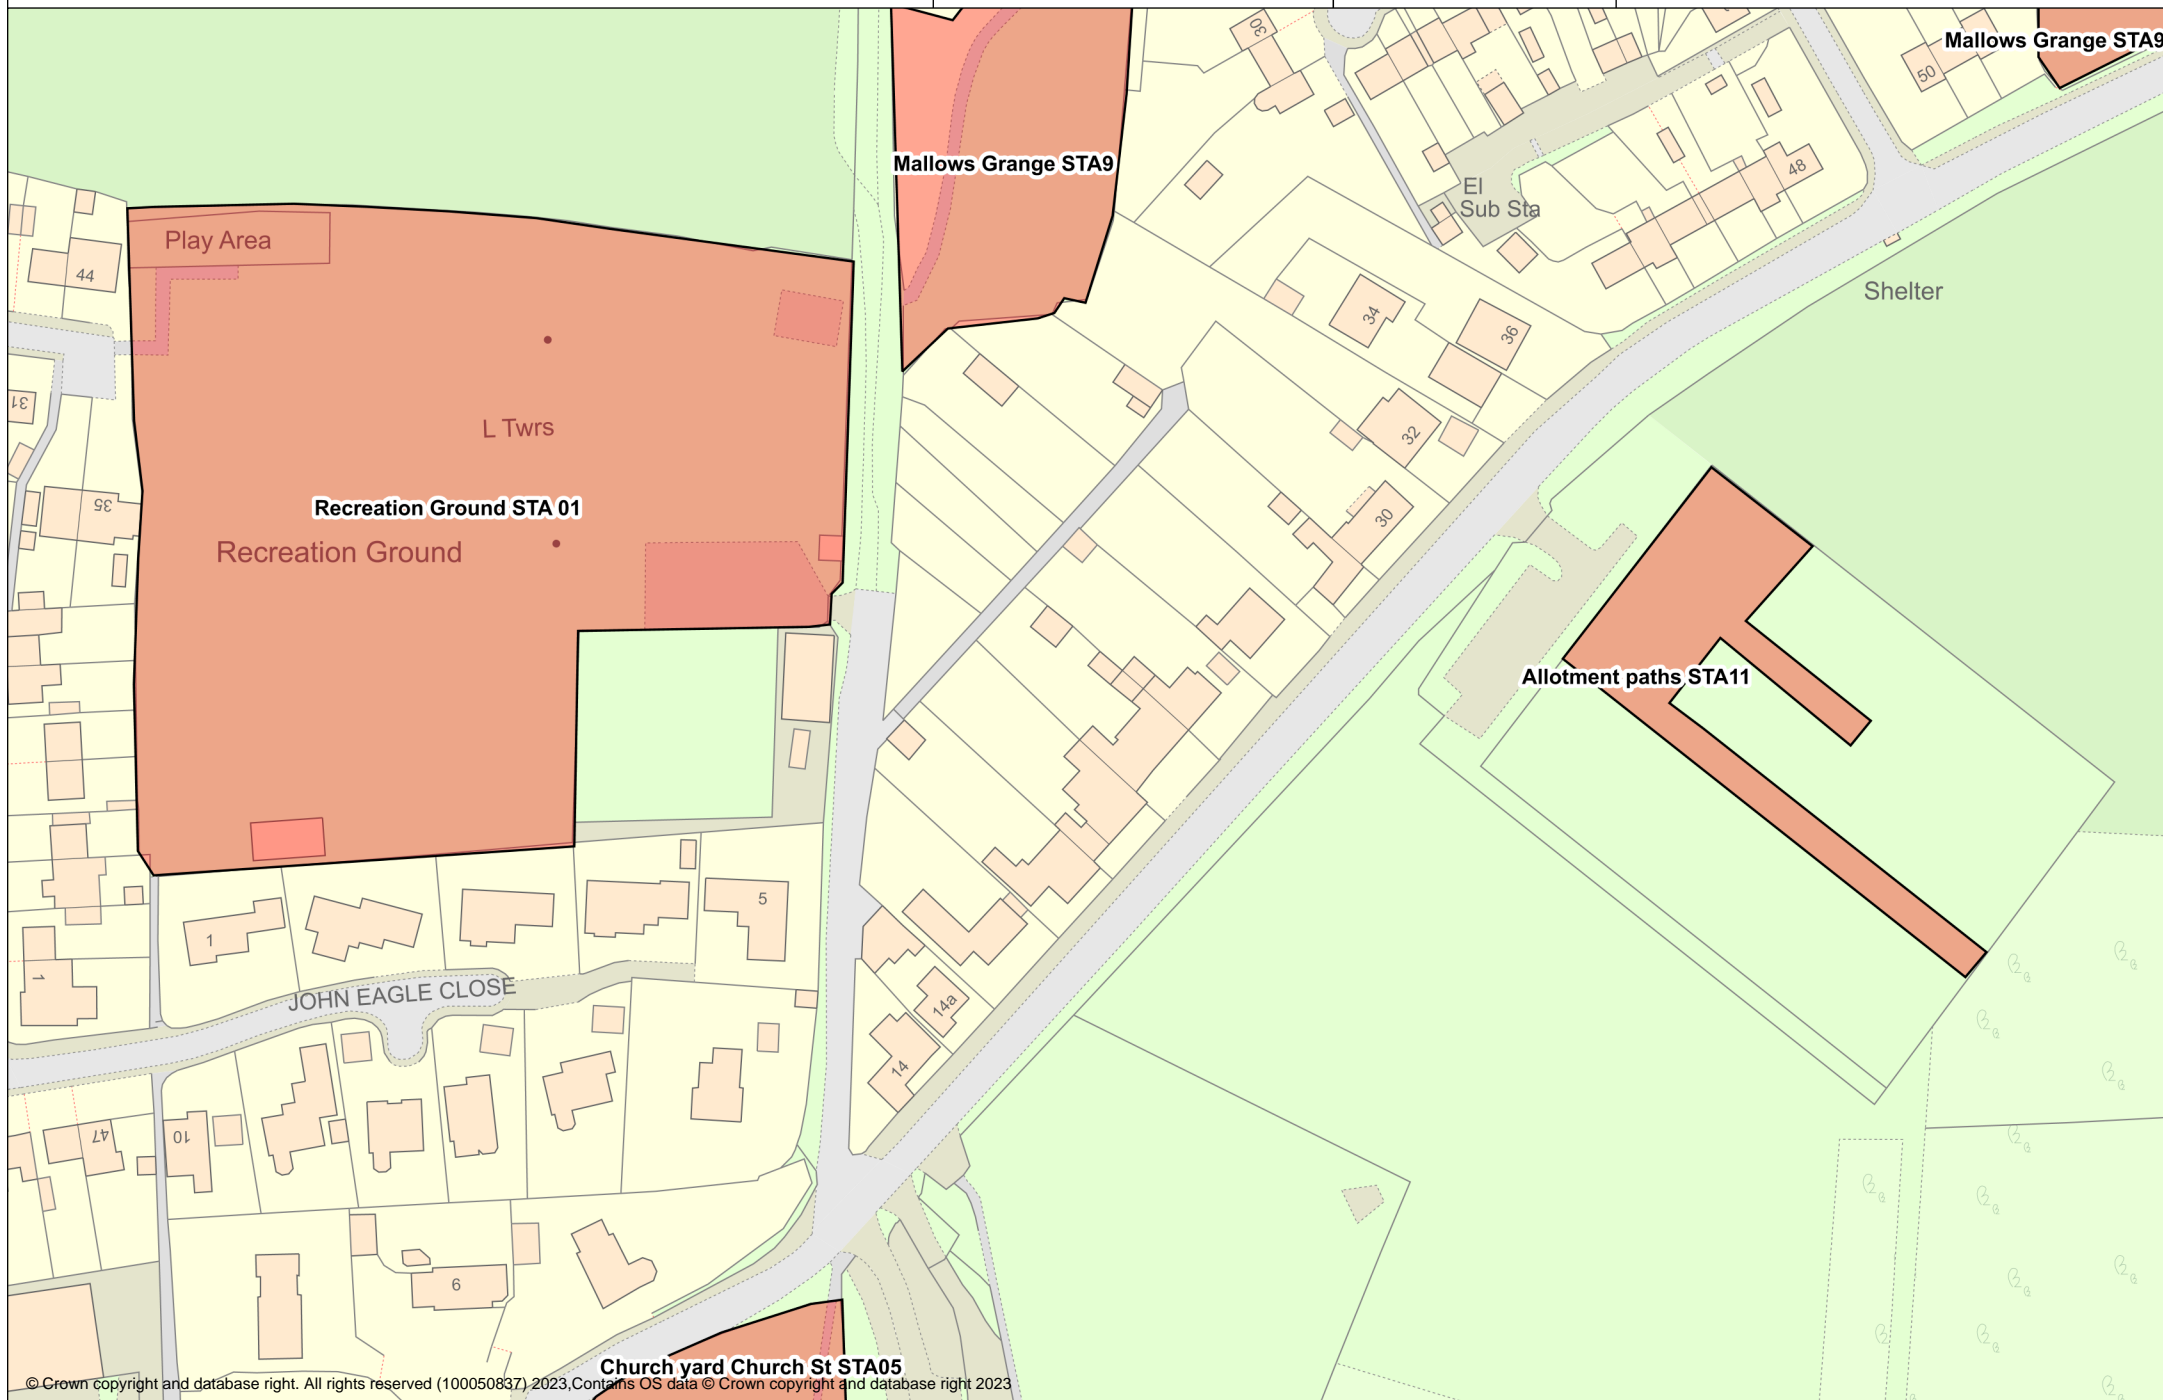 30
50
Mallows Grange STA9
Mallows Grange STA9
48
El
Sub Sta
Play Area
44
Shelter
34
36
31
L Twrs
32
35
Recreation Ground STA 01
30
Recreation Ground
Allotment paths STA11
5
1
1
JOHN EAGLE CLOSE
14a
14
47
10
6
Church yard Church St STA05
© Crown copyright and database right. All rights reserved (100050837) 2023,Contains OS data © Crown copyright and database right 2023